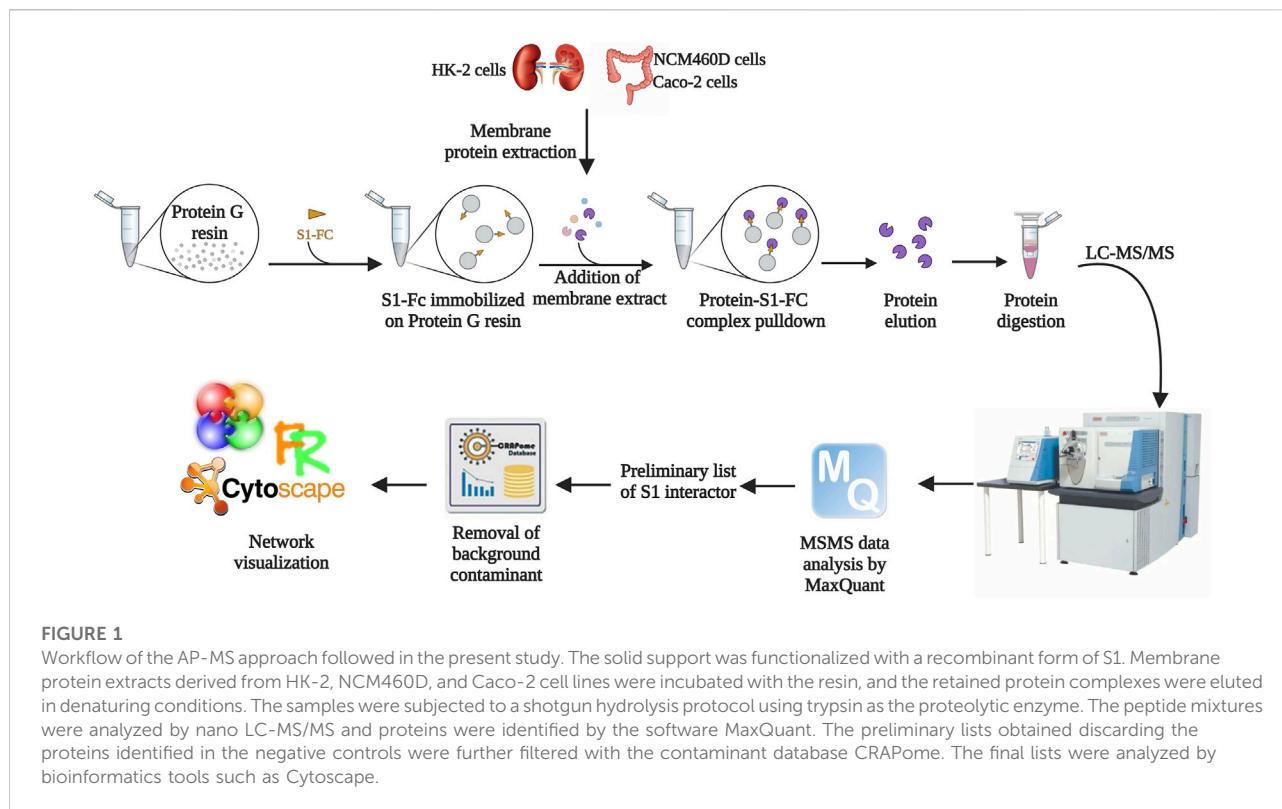 HK-2 cells
NCM460D cells
Caco-2 cells
Membrane
protein extraction
Protein G
resin
S1-FC
S1-Fc immobilized
on Protein G resin
Addition of
membrane extract
Protein-S1-FC
complex pulldown
Protein
elution
Protein
digestion
LC-MS/MS
FR
Cytoscape
Network
visualization
CRAPome
Database
Removal of
background
contaminant
Preliminary list
of S1 interactor
MQ
MSMS data
analysis by
MaxQuant
FIGURE 1
Workflow of the AP-MS approach followed in the present study. The solid support was functionalized with a recombinant form of S1. Membrane
protein extracts derived from HK-2, NCM460D, and Caco-2 cell lines were incubated with the resin, and the retained protein complexes were eluted
in denaturing conditions. The samples were subjected to a shotgun hydrolysis protocol using trypsin as the proteolytic enzyme. The peptide mixtures
were analyzed by nano LC-MS/MS and proteins were identified by the software MaxQuant. The preliminary lists obtained discarding the
proteins identified in the negative controls were further filtered with the contaminant database CRAPome. The final lists were analyzed by
bioinformatics tools such as Cytoscape.